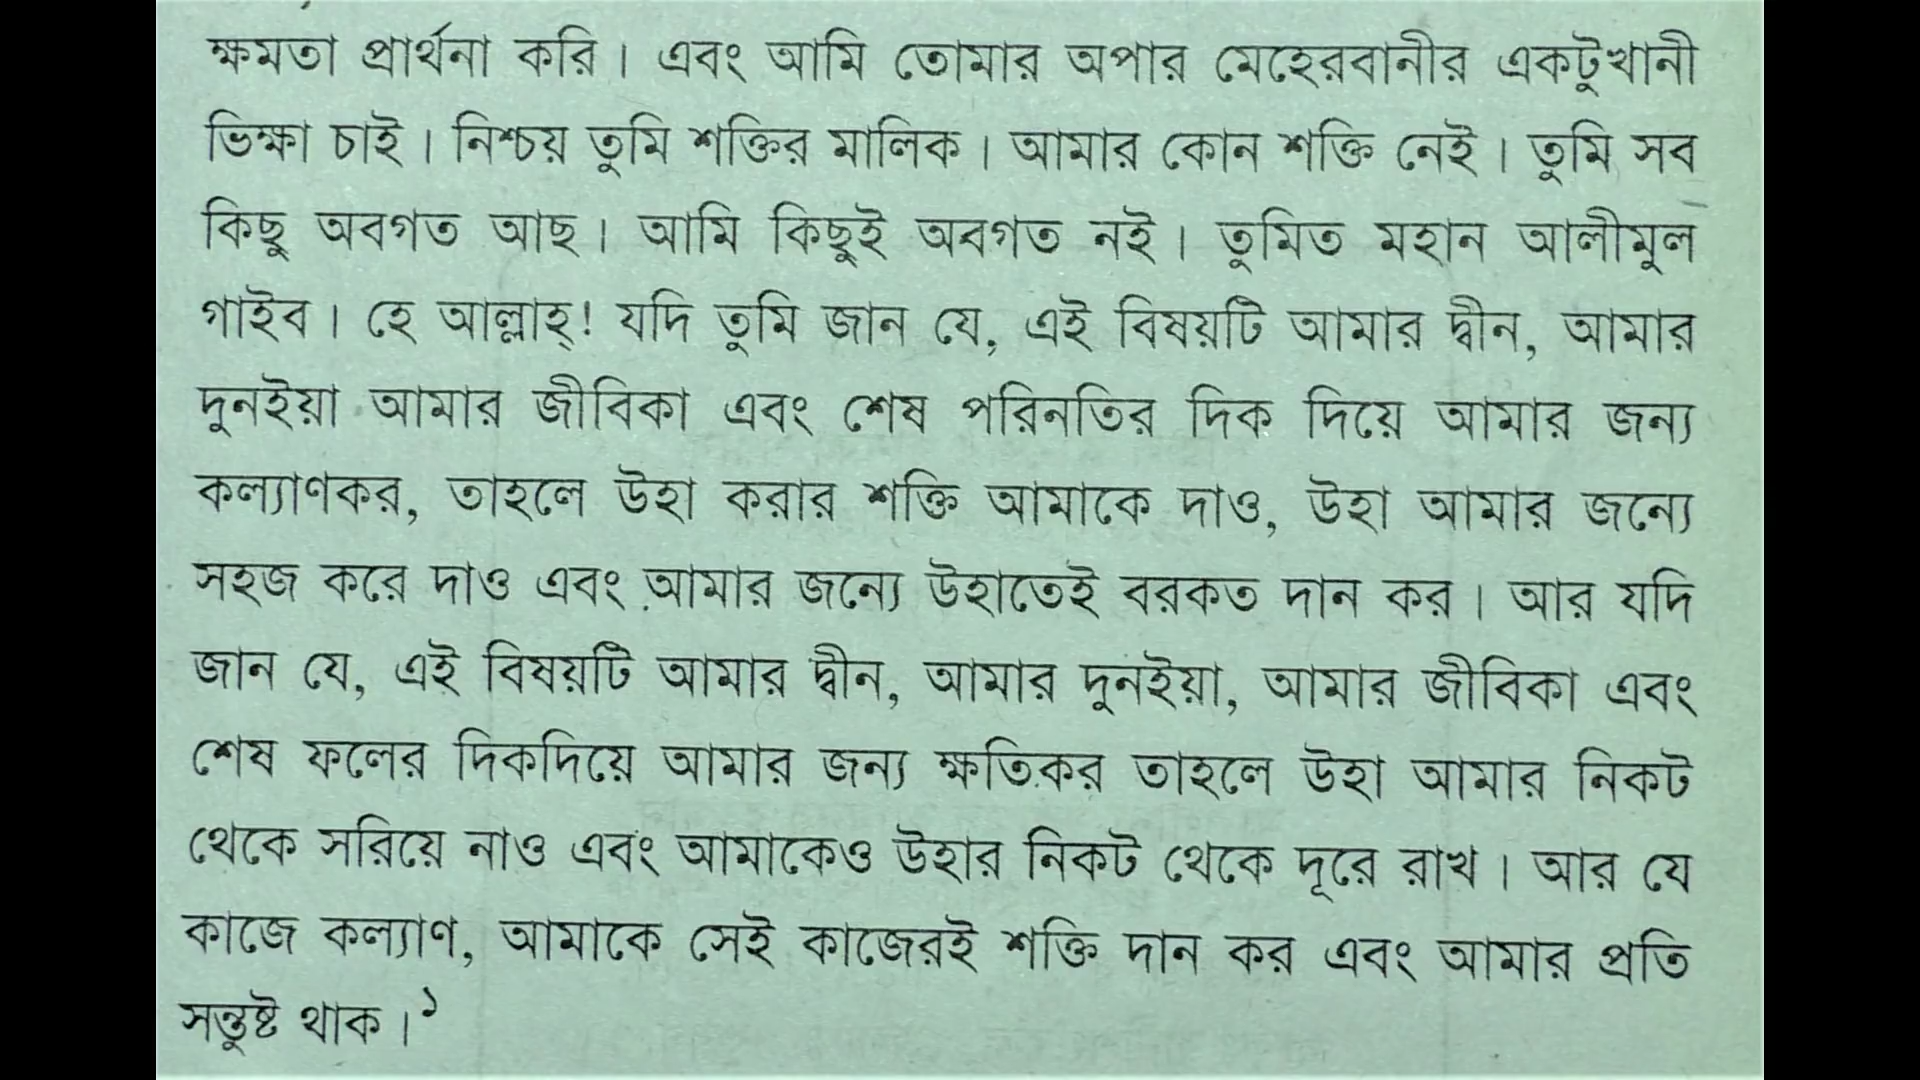 ক্ষমতা প্রার্থনা করি। এবং আমি তোমার অপার মেহেরবানীর একটুখানী
ভিক্ষা চাই। নিশ্চয় তুমি শক্তির মালিক। আমার কোন শক্তি নেই। তুমি সব
কিছু অবগত আছ। আমি কিছুই অবগত নই। তুমিত মহান আলীমুল
গাইব। হে আল্লাহ্! যদি তুমি জান যে, এই বিষয়টি আমার দ্বীন, আমার
দুনইয়া আমার জীবিকা এবং শেষ পরিনতির দিক দিয়ে আমার জন্য
কল্যাণকর, তাহলে উহা করার শক্তি আমাকে দাও, উহা আমার জন্যে
সহজ করে দাও এবং আমার জন্যে উহাতেই বরকত দান কর। আর যদি
জান যে, এই বিষয়টি আমার দ্বীন, আমার দুনইয়া, আমার জীবিকা এবং
শেষ ফলের দিকদিয়ে আমার জন্য ক্ষতিকর তাহলে উহা আমার নিকট
থেকে সরিয়ে নাও এবং আমাকেও উহার নিকট থেকে দূরে রাখ। আর যে
কাজে কল্যাণ, আমাকে সেই কাজেরই শক্তি দান কর এবং আমার প্রতি
সন্তুষ্ট থাক।১